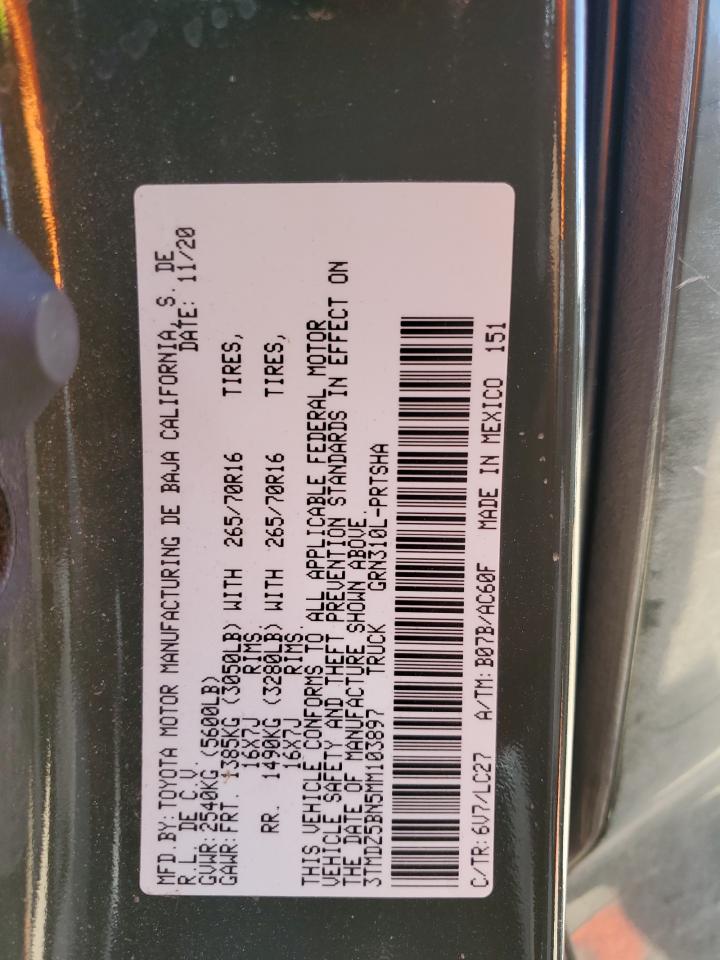 MFD.BY:TOYOTA MOTOR MANUFACTURING DE BAJA CALIFORNIA, S. DE
R.L. DE C.V. DATE: 11/20
GVWR:2540KG (5600LB)
GAWR:FRT. 1385KG (3050LB) WITH 265/70R16 TIRES,
16X7J RIMS,
RR. 1490KG (3280LB) WITH 265/70R16 TIRES,
16X7J RIMS.
THIS VEHICLE CONFORMS TO ALL APPLICABLE FEDERAL MOTOR
VEHICLE SAFETY AND THEFT PREVENTION STANDARDS IN EFFECT ON
THE DATE OF MANUFACTURE SHOWN ABOVE.
3TMDZ5BN5MM103897 TRUCK GRN310L-PRTSHA
C/TR:6V7/LC27 A/TM:B07B/AC60F MADE IN MEXICO 151